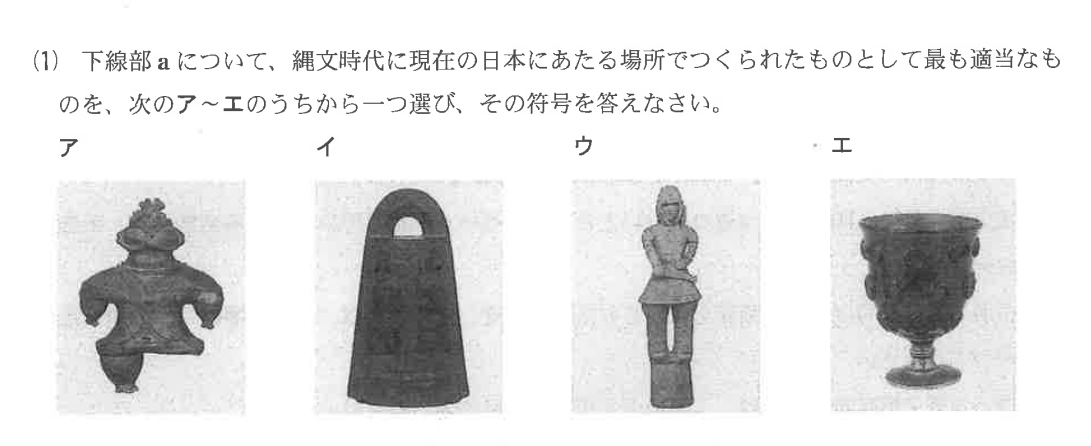 (1) 下線部aについて、縄文時代に現在の日本にあたる場所でつくられたものとして最も適当なも
のを、次のア～エのうちから一つ選び、その符号を答えなさい。
ア イ ウ エ